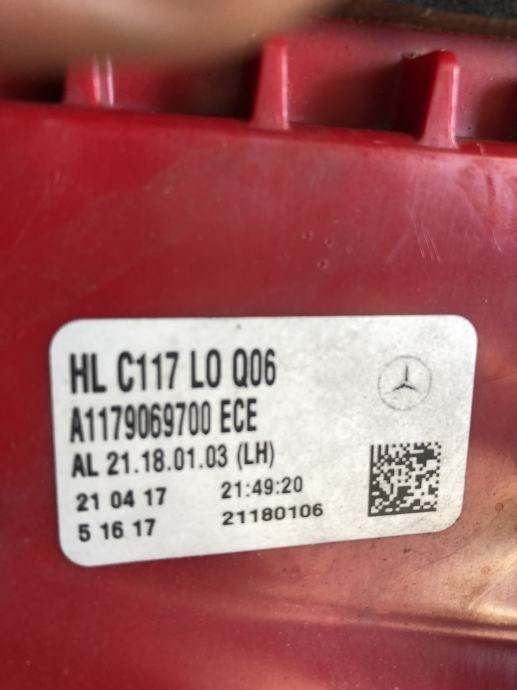 HL C117 LO Q06
A1179069700 ECE
AL 21.18.01.03 (LH)
21 04 17 21:49:20
5 16 17 21180106